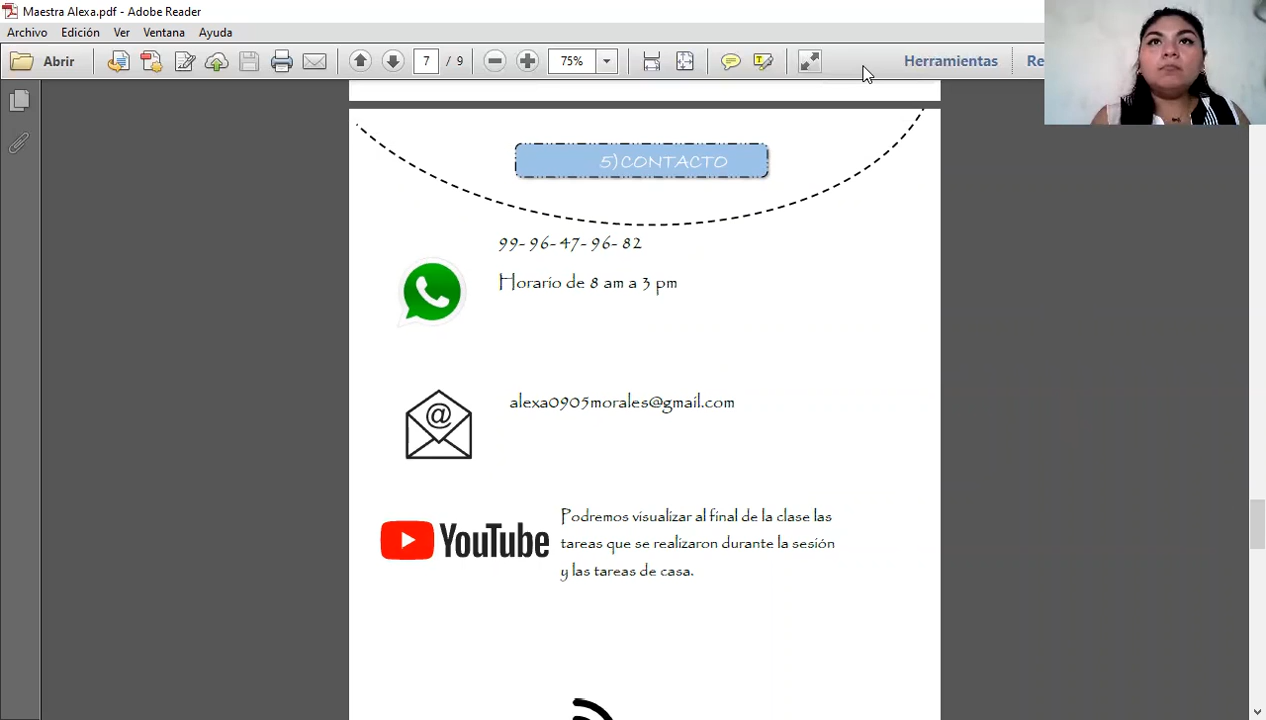 Maestra Alexa.pdf - Adobe Reader
Archivo Edición Ver Ventana Ayuda
Abrir 7 / 9 75% Herramientas Re
5) CONTACTO
99- 96- 47- 96- 82
Horario de 8 am a 3 pm
@
alexa0905morales@gmail.com
YouTube
Podremos visualizar al final de la clase las
tareas que se realizaron durante la sesión
y las tareas de casa.